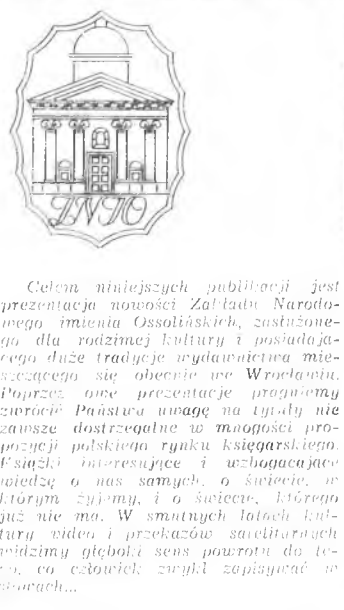 ZNIO
Celem niniejszych publikacji jest
prezentacja nowości Zakładu Narodo-
wego imienia Ossolińskich, zasłużone-
go dla rodzimej kultury i posiadają-
cego duże tradycje wydawnictwa mie-
szczącego się obecnie we Wrocławiu.
Poprzez owe prezentacje pragniemy
zwrócić Państwa uwagę na tytuły nie
zawsze dostrzegalne w mnogości pro-
pozycji polskiego rynku księgarskiego.
Książki interesujące i wzbogacające
wiedzę o nas samych, o świecie, w
którym żyjemy, i o świecie, którego
już nie ma. W smutnych latach kul-
tury video i przekazów satelitarnych
widzimy głęboki sens powrotu do te-
go, co człowiek zwykł zapisywać w
słowach...